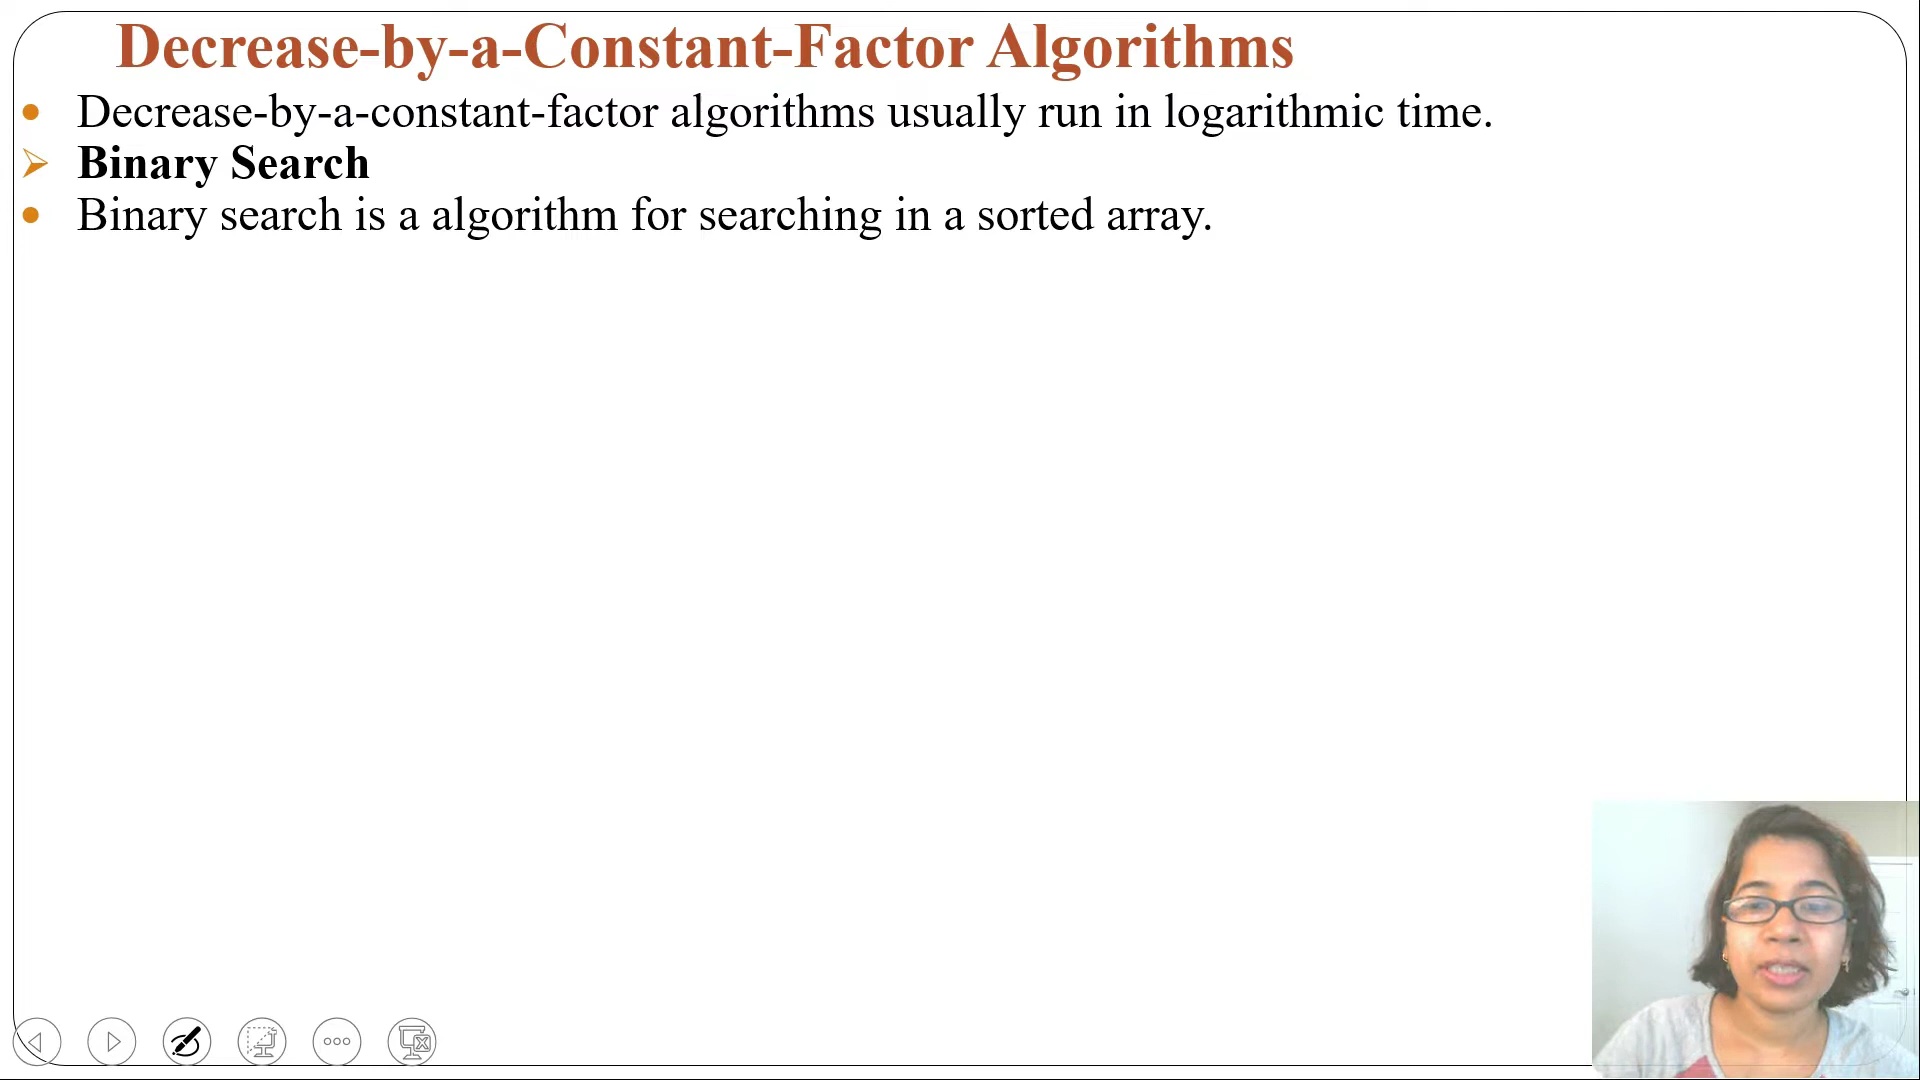 Decrease-by-a-Constant-Factor Algorithms
Decrease-by-a-constant-factor algorithms usually run in logarithmic time.
Binary Search
Binary search is a algorithm for searching in a sorted array.